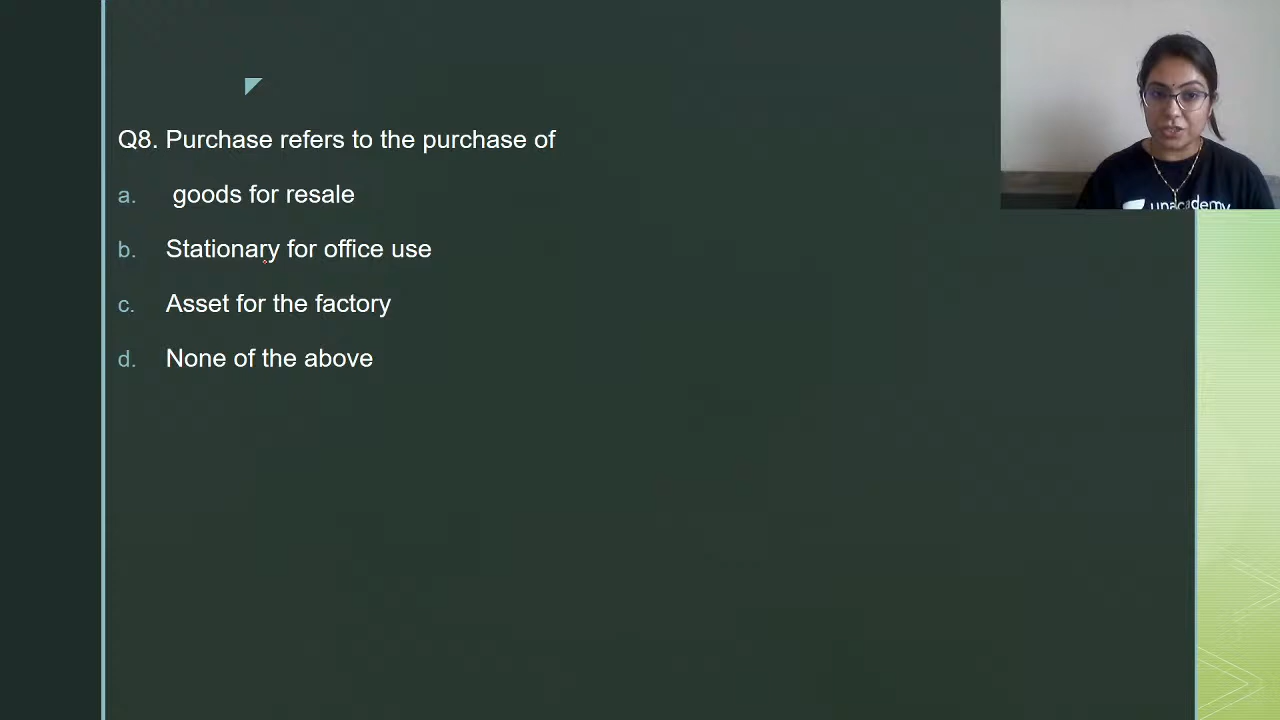 unacademy
Q8. Purchase refers to the purchase of
a. goods for resale
b. Stationary for office use
c. Asset for the factory
d. None of the above